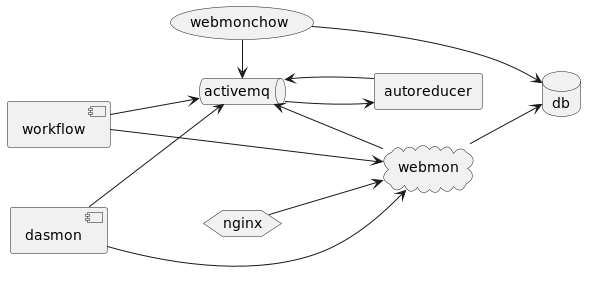 webmonchow
activemq
autoreducer
db
workflow
webmon
nginx
dasmon